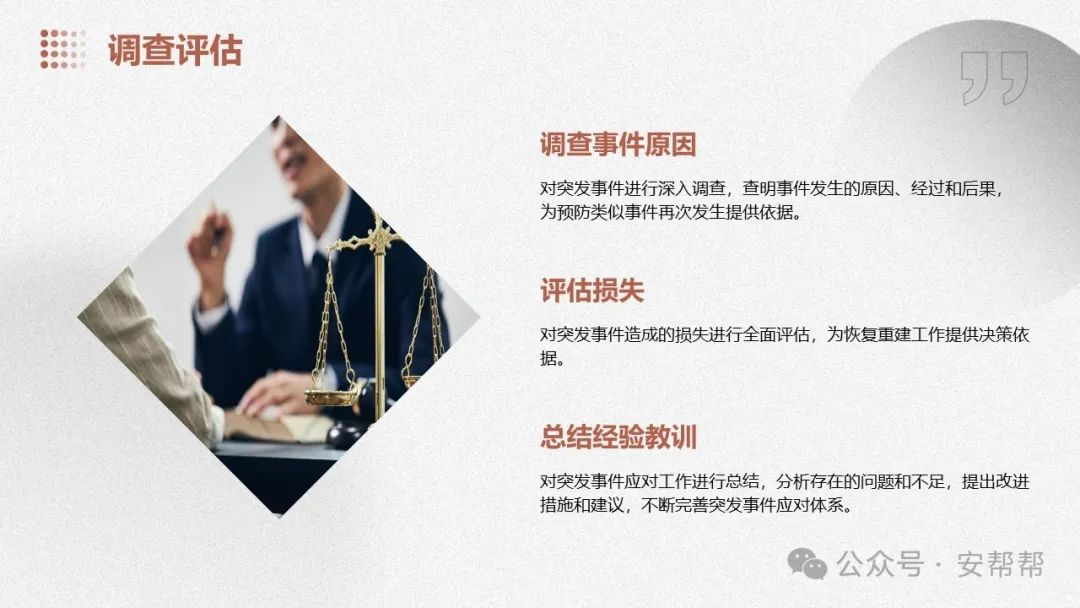 调查评估
调查事件原因
对突发事件进行深入调查，查明事件发生的原因、经过和后果，
为预防类似事件再次发生提供依据。
评估损失
对突发事件造成的损失进行全面评估，为恢复重建工作提供决策依
据。
总结经验教训
对突发事件应对工作进行总结，分析存在的问题和不足，提出改进
措施和建议，不断完善突发事件应对体系。
公众号 · 安帮帮